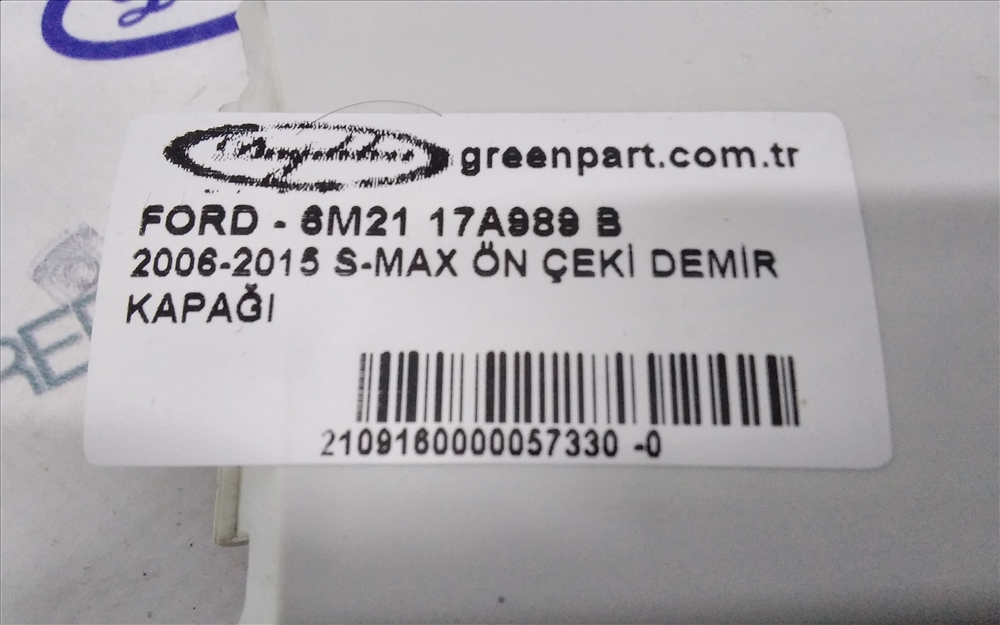 greenpart.com.tr
FORD - 6M21 17A989 B
2006-2015 S-MAX ÖN ÇEKİ DEMİR
KAPAĞI
2109160000057330 -0